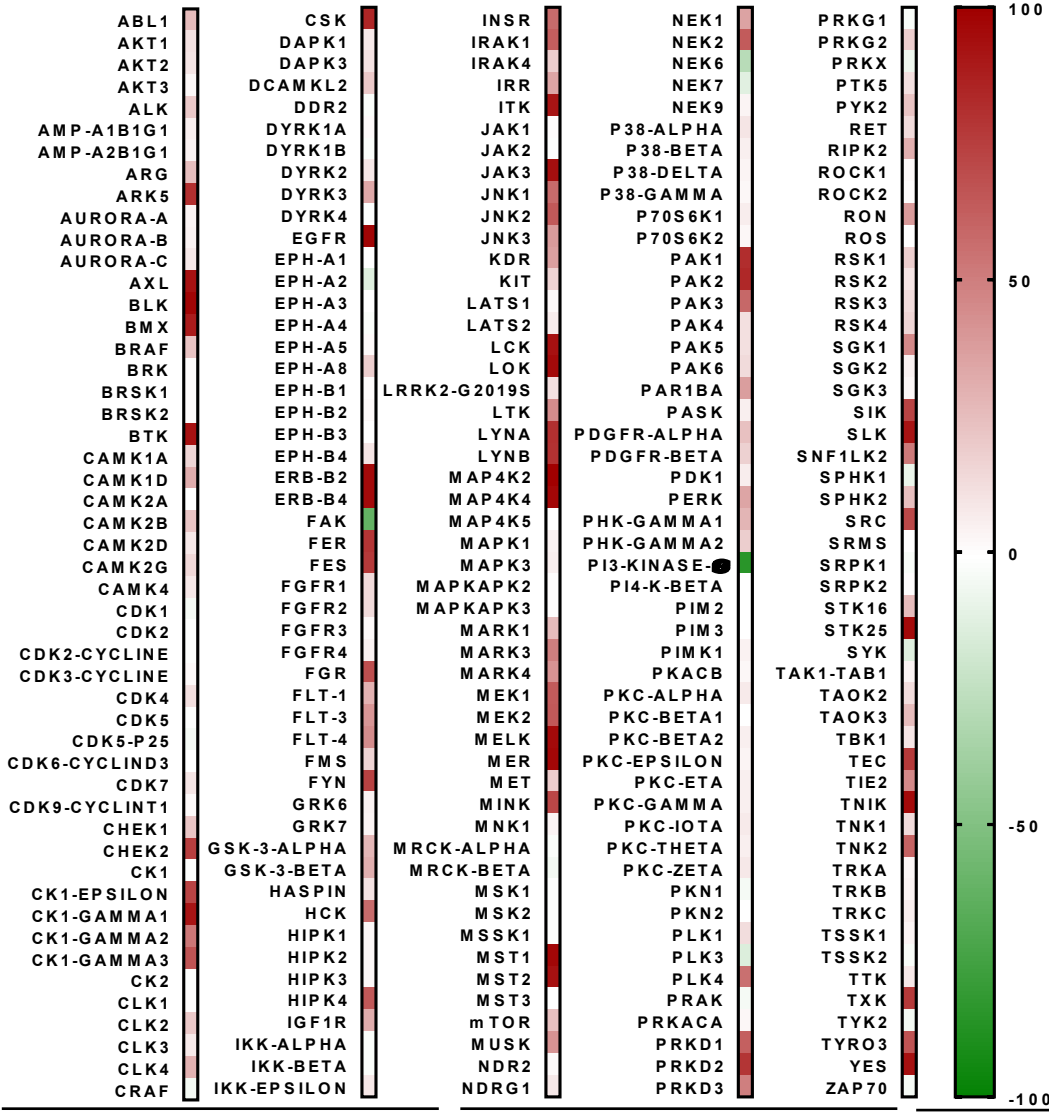 ABL1
AKT1
AKT2
AKT3
ALK
AMP-A1B1G1
AMP-A2B1G1
ARG
ARK5
AURORA-A
AURORA-B
AURORA-C
AXL
BLK
BMX
BRAF
BRK
BRSK1
BRSK2
BTK
CAMK1A
CAMK1D
CAMK2A
CAMK2B
CAMK2D
CAMK2G
CAMK4
CDK1
CDK2
CDK2-CYCLINE
CDK3-CYCLINE
CDK4
CDK5
CDK5-P25
CDK6-CYCLIND3
CDK7
CDK9-CYCLINT1
CHEK1
CHEK2
CK1
CK1-EPSILON
CK1-GAMMA1
CK1-GAMMA2
CK1-GAMMA3
CK2
CLK1
CLK2
CLK3
CLK4
CRAF
CSK
DAPK1
DAPK3
DCAMKL2
DDR2
DYRK1A
DYRK1B
DYRK2
DYRK3
DYRK4
EGFR
EPH-A1
EPH-A2
EPH-A3
EPH-A4
EPH-A5
EPH-A8
EPH-B1
EPH-B2
EPH-B3
EPH-B4
ERB-B2
ERB-B4
FAK
FER
FES
FGFR1
FGFR2
FGFR3
FGFR4
FGR
FLT-1
FLT-3
FLT-4
FMS
FYN
GRK6
GRK7
GSK-3-ALPHA
GSK-3-BETA
HASPIN
HCK
HIPK1
HIPK2
HIPK3
HIPK4
IGF1R
IKK-ALPHA
IKK-BETA
IKK-EPSILON
INSR
IRAK1
IRAK4
IRR
ITK
JAK1
JAK2
JAK3
JNK1
JNK2
JNK3
KDR
KIT
LATS1
LATS2
LCK
LOK
LRRK2-G2019S
LTK
LYNA
LYNB
MAP4K2
MAP4K4
MAP4K5
MAPK1
MAPK3
MAPKAPK2
MAPKAPK3
MARK1
MARK3
MARK4
MEK1
MEK2
MELK
MER
MET
MINK
MNK1
MRCK-ALPHA
MRCK-BETA
MSK1
MSK2
MSSK1
MST1
MST2
MST3
mTOR
MUSK
NDR2
NDRG1
NEK1
NEK2
NEK6
NEK7
NEK9
P38-ALPHA
P38-BETA
P38-DELTA
P38-GAMMA
P70S6K1
P70S6K2
PAK1
PAK2
PAK3
PAK4
PAK5
PAK6
PAR1BA
PASK
PDGFR-ALPHA
PDGFR-BETA
PDK1
PERK
PHK-GAMMA1
PHK-GAMMA2
PI3-KINASE-
PI4-K-BETA
PIM2
PIM3
PIMK1
PKACB
PKC-ALPHA
PKC-BETA1
PKC-BETA2
PKC-EPSILON
PKC-ETA
PKC-GAMMA
PKC-IOTA
PKC-THETA
PKC-ZETA
PKN1
PKN2
PLK1
PLK3
PLK4
PRAK
PRKACA
PRKD1
PRKD2
PRKD3
PRKG1
PRKG2
PRKX
PTK5
PYK2
RET
RIPK2
ROCK1
ROCK2
RON
ROS
RSK1
RSK2
RSK3
RSK4
SGK1
SGK2
SGK3
SIK
SLK
SNF1LK2
SPHK1
SPHK2
SRC
SRMS
SRPK1
SRPK2
STK16
STK25
SYK
TAK1-TAB1
TAOK2
TAOK3
TBK1
TEC
TIE2
TNIK
TNK1
TNK2
TRKA
TRKB
TRKC
TSSK1
TSSK2
TTK
TXK
TYK2
TYRO3
YES
ZAP70
100
50
0
-50
-100